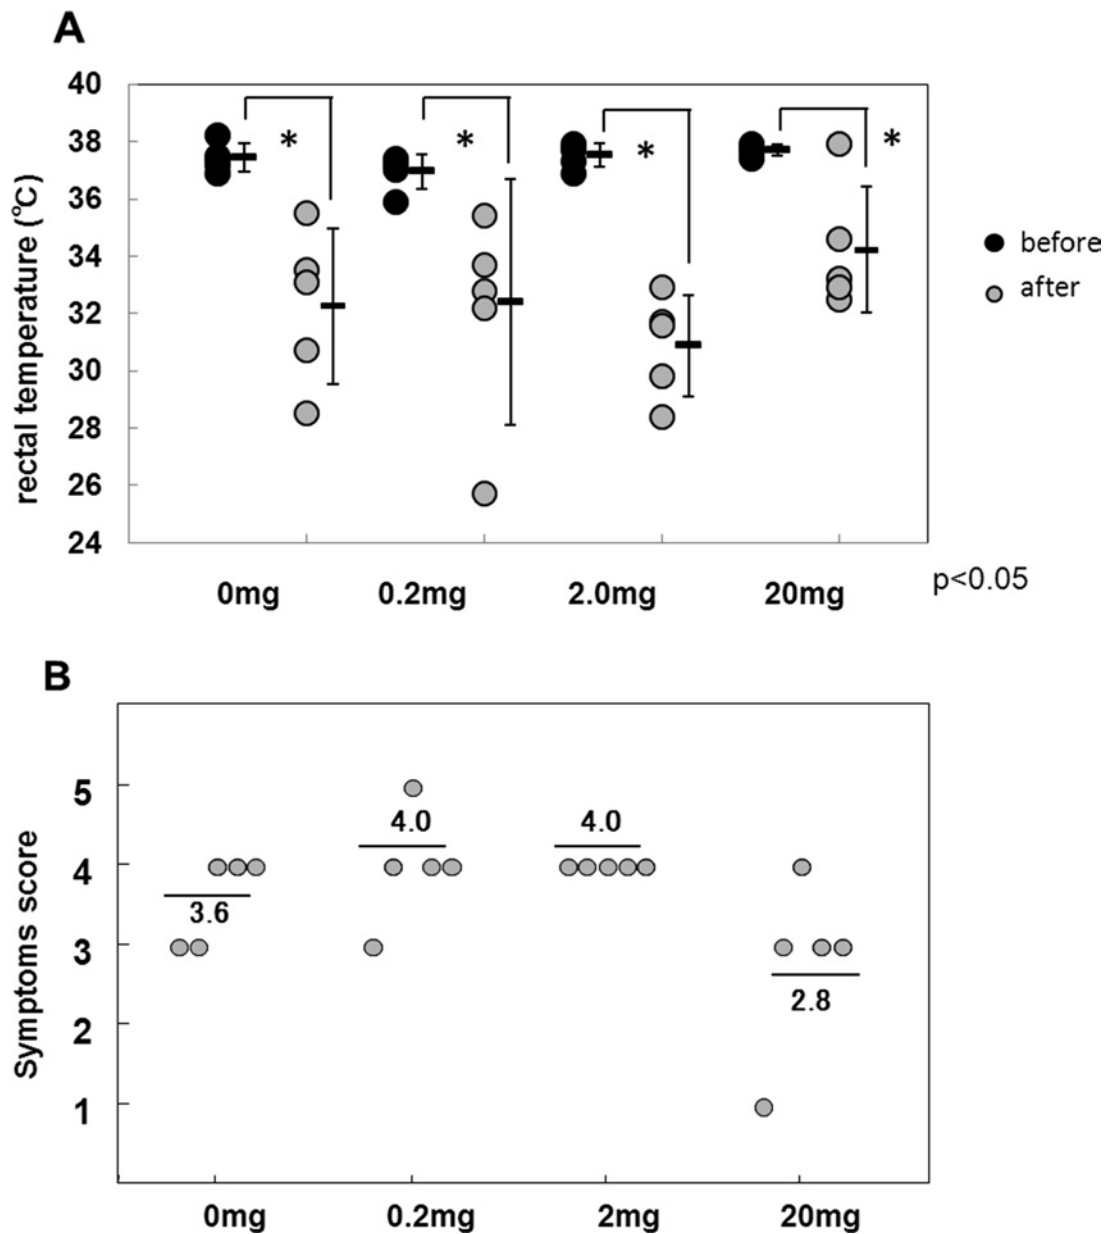 A
40
38
36
34
32
30
28
26
24
rectal temperature (°C)
* * * *
before
after
0mg 0.2mg 2.0mg 20mg
p<0.05
B
5
4
3
2
1
Symptoms score
3.6
4.0
4.0
2.8
0mg 0.2mg 2mg 20mg